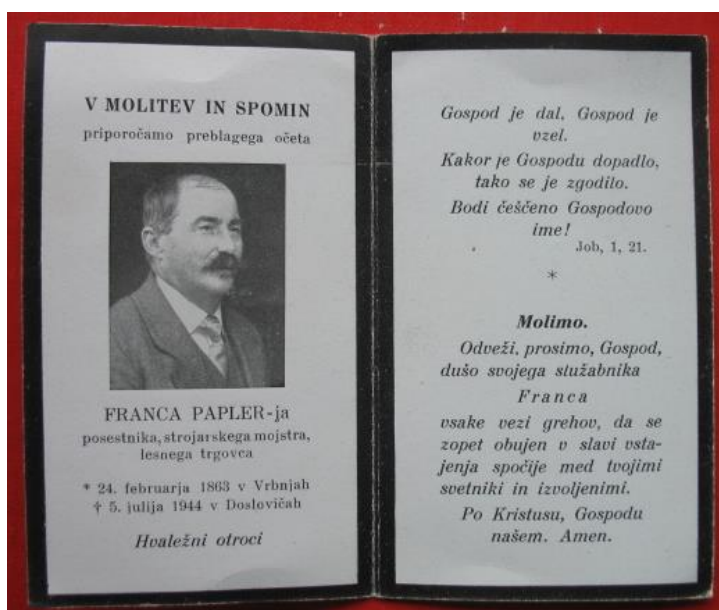 V MOLITEV IN SPOMIN
priporočamo preblagega očeta
FRANCA PAPLER-ja
posestnika, strojarskega mojstra,
lesnega trgovca
* 24. februarja 1863 v Vrbnjah
† 5. julija 1944 v Doslovičah
Hvaležni otroci
Gospod je dal, Gospod je
vzel.
Kakor je Gospodu dopadlo,
tako se je zgodilo.
Bodi češčeno Gospodovo
ime!
Job, 1, 21.
*
Molimo.
Odveži, prosimo, Gospod,
dušo svojega služabnika
Franca
vsake vezi grehov, da se
zopet obujen v slavi vsta-
jenja spočije med tvojimi
svetniki in izvoljenimi.
Po Kristusu, Gospodu
našem. Amen.